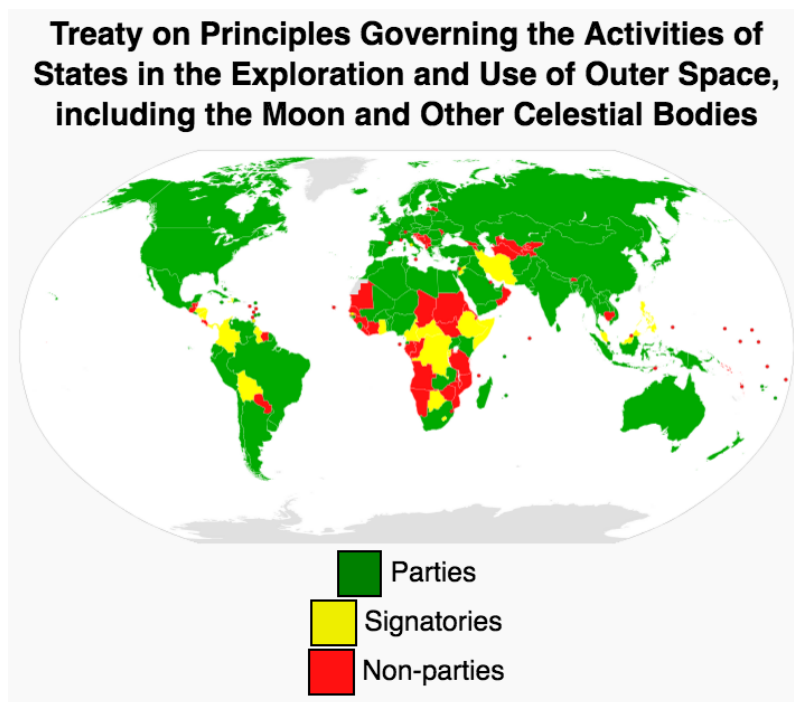 Treaty on Principles Governing the Activities of
States in the Exploration and Use of Outer Space,
including the Moon and Other Celestial Bodies
Parties
Signatories
Non-parties